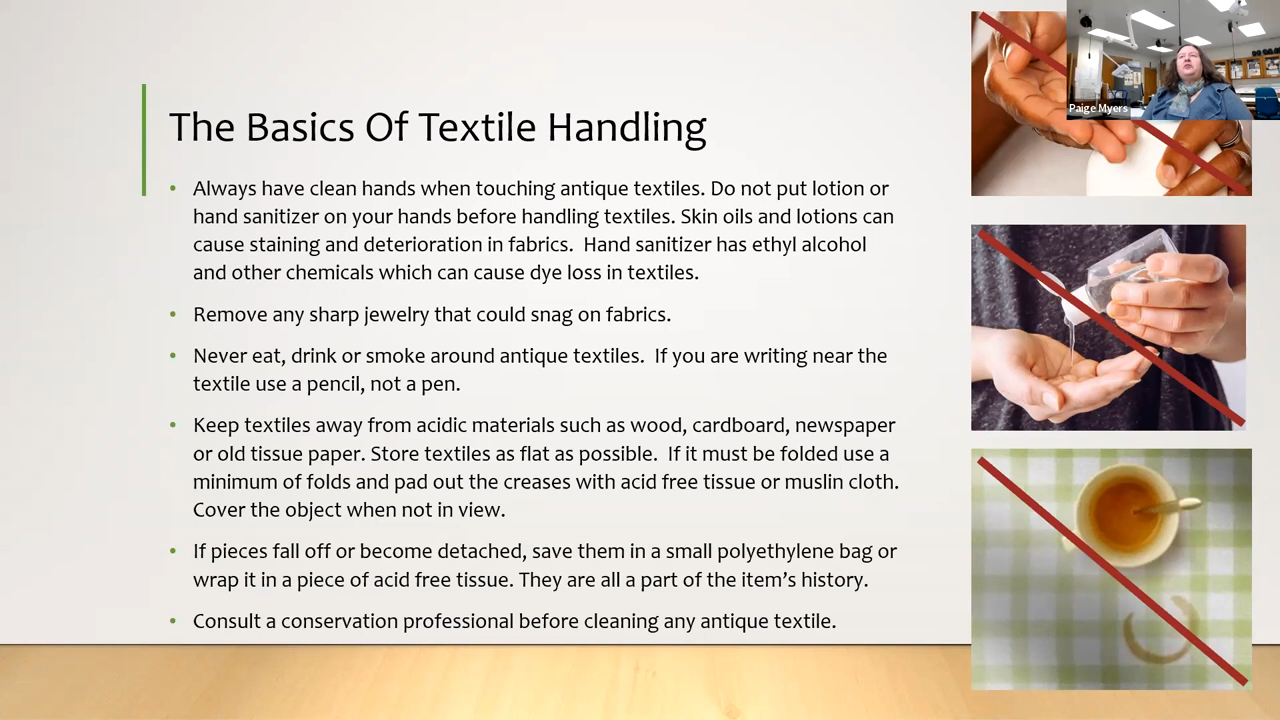 The Basics Of Textile Handling
• Always have clean hands when touching antique textiles. Do not put lotion or
hand sanitizer on your hands before handling textiles. Skin oils and lotions can
cause staining and deterioration in fabrics.  Hand sanitizer has ethyl alcohol
and other chemicals which can cause dye loss in textiles.
• Remove any sharp jewelry that could snag on fabrics.
• Never eat, drink or smoke around antique textiles.  If you are writing near the
textile use a pencil, not a pen.
• Keep textiles away from acidic materials such as wood, cardboard, newspaper
or old tissue paper. Store textiles as flat as possible.  If it must be folded use a
minimum of folds and pad out the creases with acid free tissue or muslin cloth.
Cover the object when not in view.
• If pieces fall off or become detached, save them in a small polyethylene bag or
wrap it in a piece of acid free tissue. They are all a part of the item’s history.
• Consult a conservation professional before cleaning any antique textile.
Paige Myers